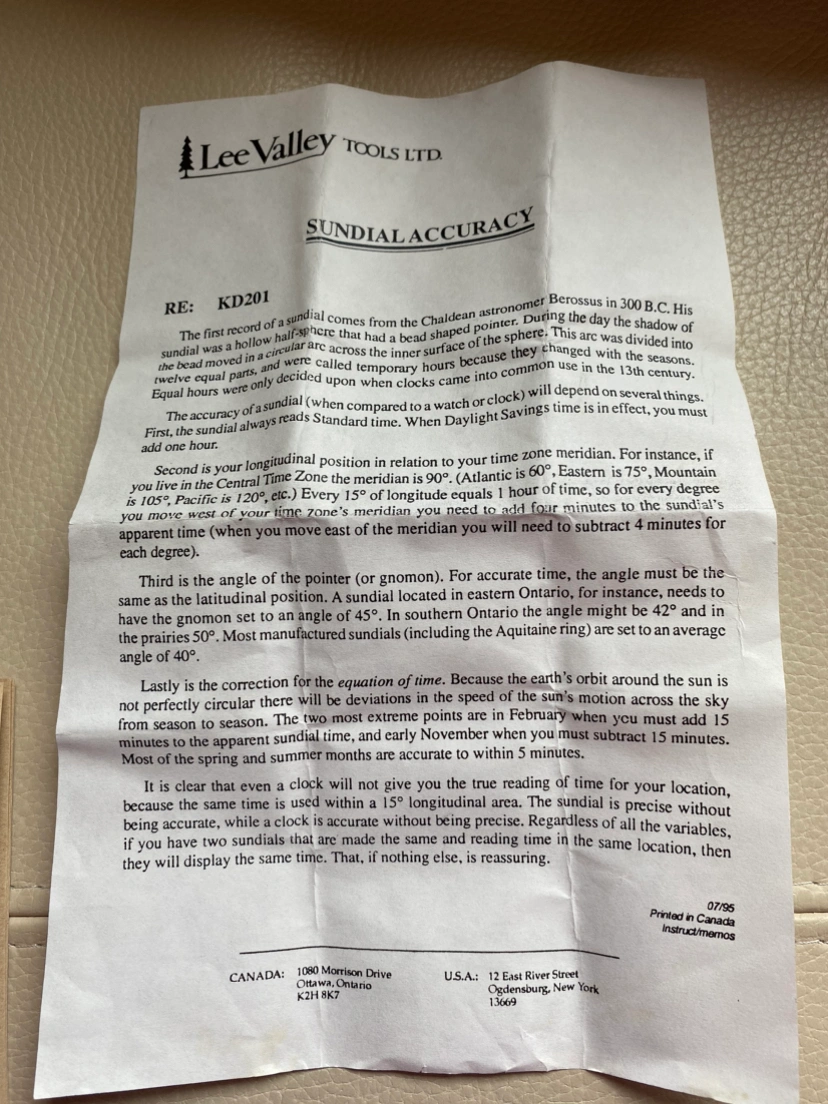 Lee Valley TOOLS LTD.
SUNDIAL ACCURACY
RE: KD201
The first record of a sundial comes from the Chaldean astronomer Berossus in 300 B.C. His
sundial was a hollow half-sphere that had a bead shaped pointer. During the day the shadow of
the bead moved in a circular arc across the inner surface of the sphere. This arc was divided into
twelve equal parts, and were called temporary hours because they changed with the seasons.
Equal hours were only decided upon when clocks came into common use in the 13th century.
The accuracy of a sundial (when compared to a watch or clock) will depend on several things.
First, the sundial always reads Standard time. When Daylight Savings time is in effect, you must
add one hour.
Second is your longitudinal position in relation to your time zone meridian. For instance, if
you live in the Central Time Zone the meridian is 90°. (Atlantic is 60°, Eastern is 75°, Mountain
is 105°, Pacific is 120°, etc.) Every 15° of longitude equals 1 hour of time, so for every degree
you move west of your time zone's meridian you need to add four minutes to the sundial's
apparent time (when you move east of the meridian you will need to subtract 4 minutes for
each degree).
Third is the angle of the pointer (or gnomon). For accurate time, the angle must be the
same as the latitudinal position. A sundial located in eastern Ontario, for instance, needs to
have the gnomon set to an angle of 45°. In southern Ontario the angle might be 42° and in
the prairies 50°. Most manufactured sundials (including the Aquitaine ring) are set to an average
angle of 40°.
Lastly is the correction for the equation of time. Because the earth's orbit around the sun is
not perfectly circular there will be deviations in the speed of the sun's motion across the sky
from season to season. The two most extreme points are in February when you must add 15
minutes to the apparent sundial time, and early November when you must subtract 15 minutes.
Most of the spring and summer months are accurate to within 5 minutes.
It is clear that even a clock will not give you the true reading of time for your location,
because the same time is used within a 15° longitudinal area. The sundial is precise without
being accurate, while a clock is accurate without being precise. Regardless of all the variables,
if you have two sundials that are made the same and reading time in the same location, then
they will display the same time. That, if nothing else, is reassuring.
07/95
Printed in Canada
Instruct/memos
CANADA: 1080 Morrison Drive
Ottawa, Ontario
K2H 8K7
U.S.A.: 12 East River Street
Ogdensburg, New York
13669